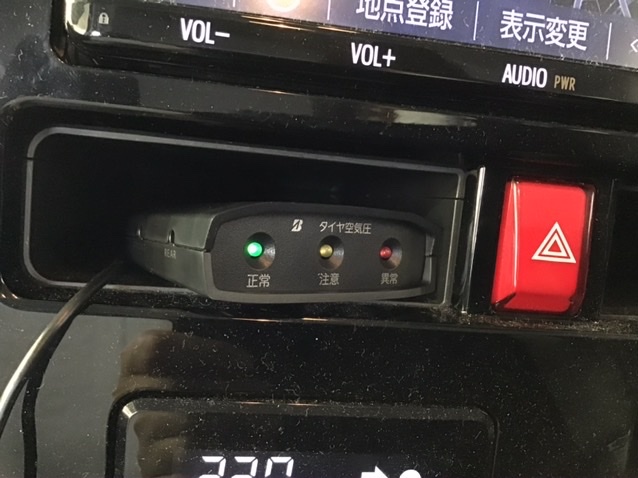 地点登録
表示変更
VOL-
VOL+
AUDIO PWR
タイヤ空気圧
正常
注意
異常